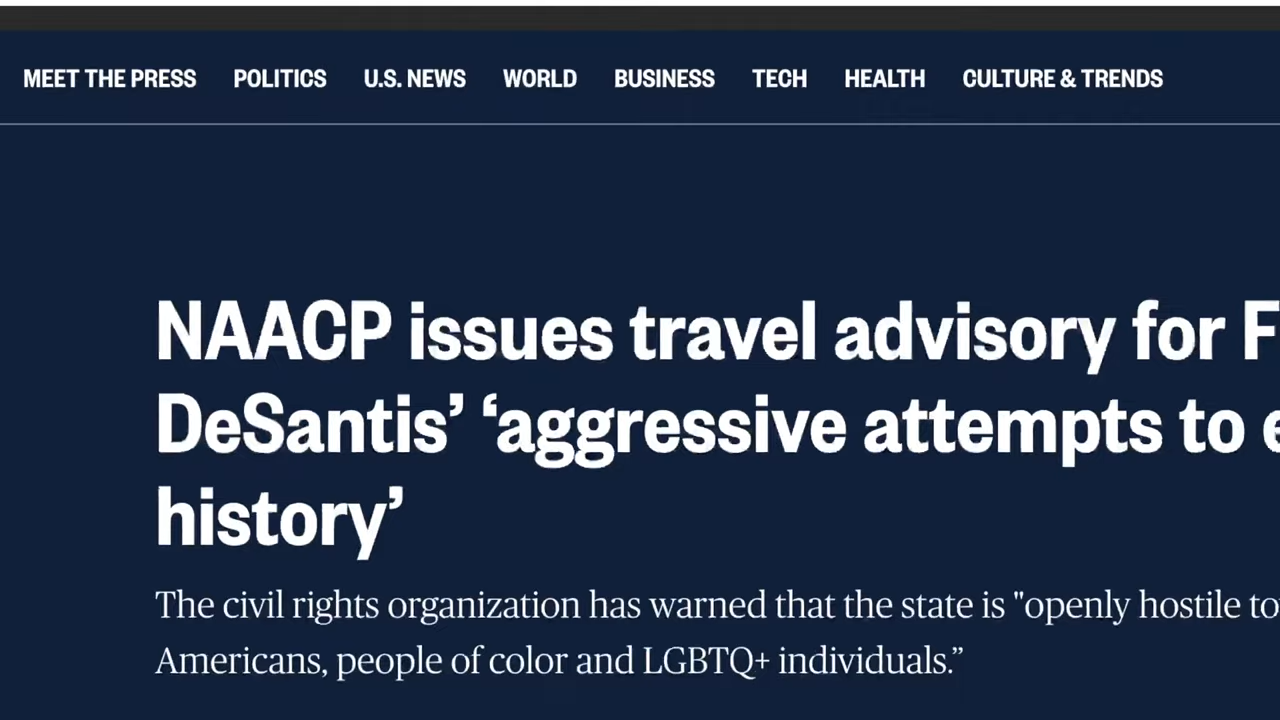 MEET THE PRESS POLITICS U.S. NEWS WORLD BUSINESS TECH HEALTH CULTURE & TRENDS
NAACP issues travel advisory for F
DeSantis’ ‘aggressive attempts to e
history’
The civil rights organization has warned that the state is "openly hostile to
Americans, people of color and LGBTQ+ individuals.”